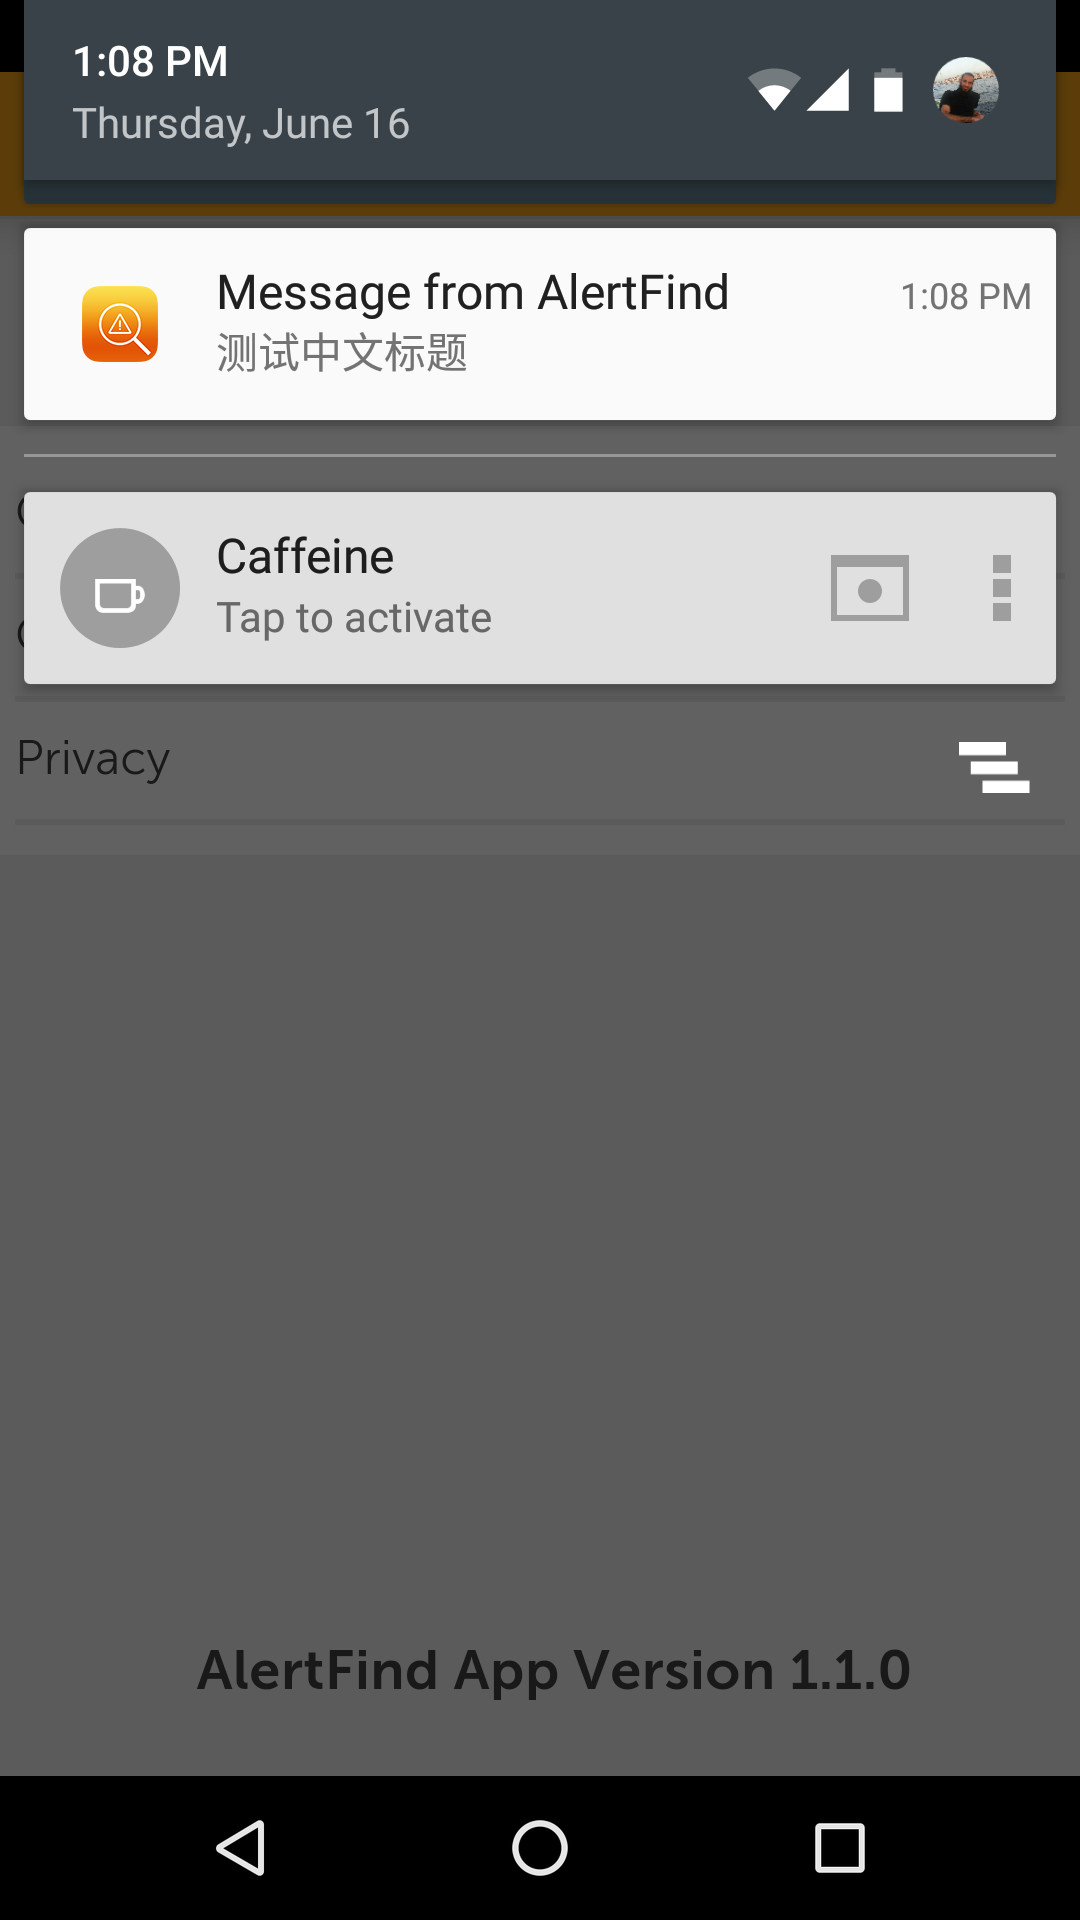 1:08 PM
Thursday, June 16
Message from AlertFind
1:08 PM
测试中文标题
Caffeine
Tap to activate
Privacy
AlertFind App Version 1.1.0